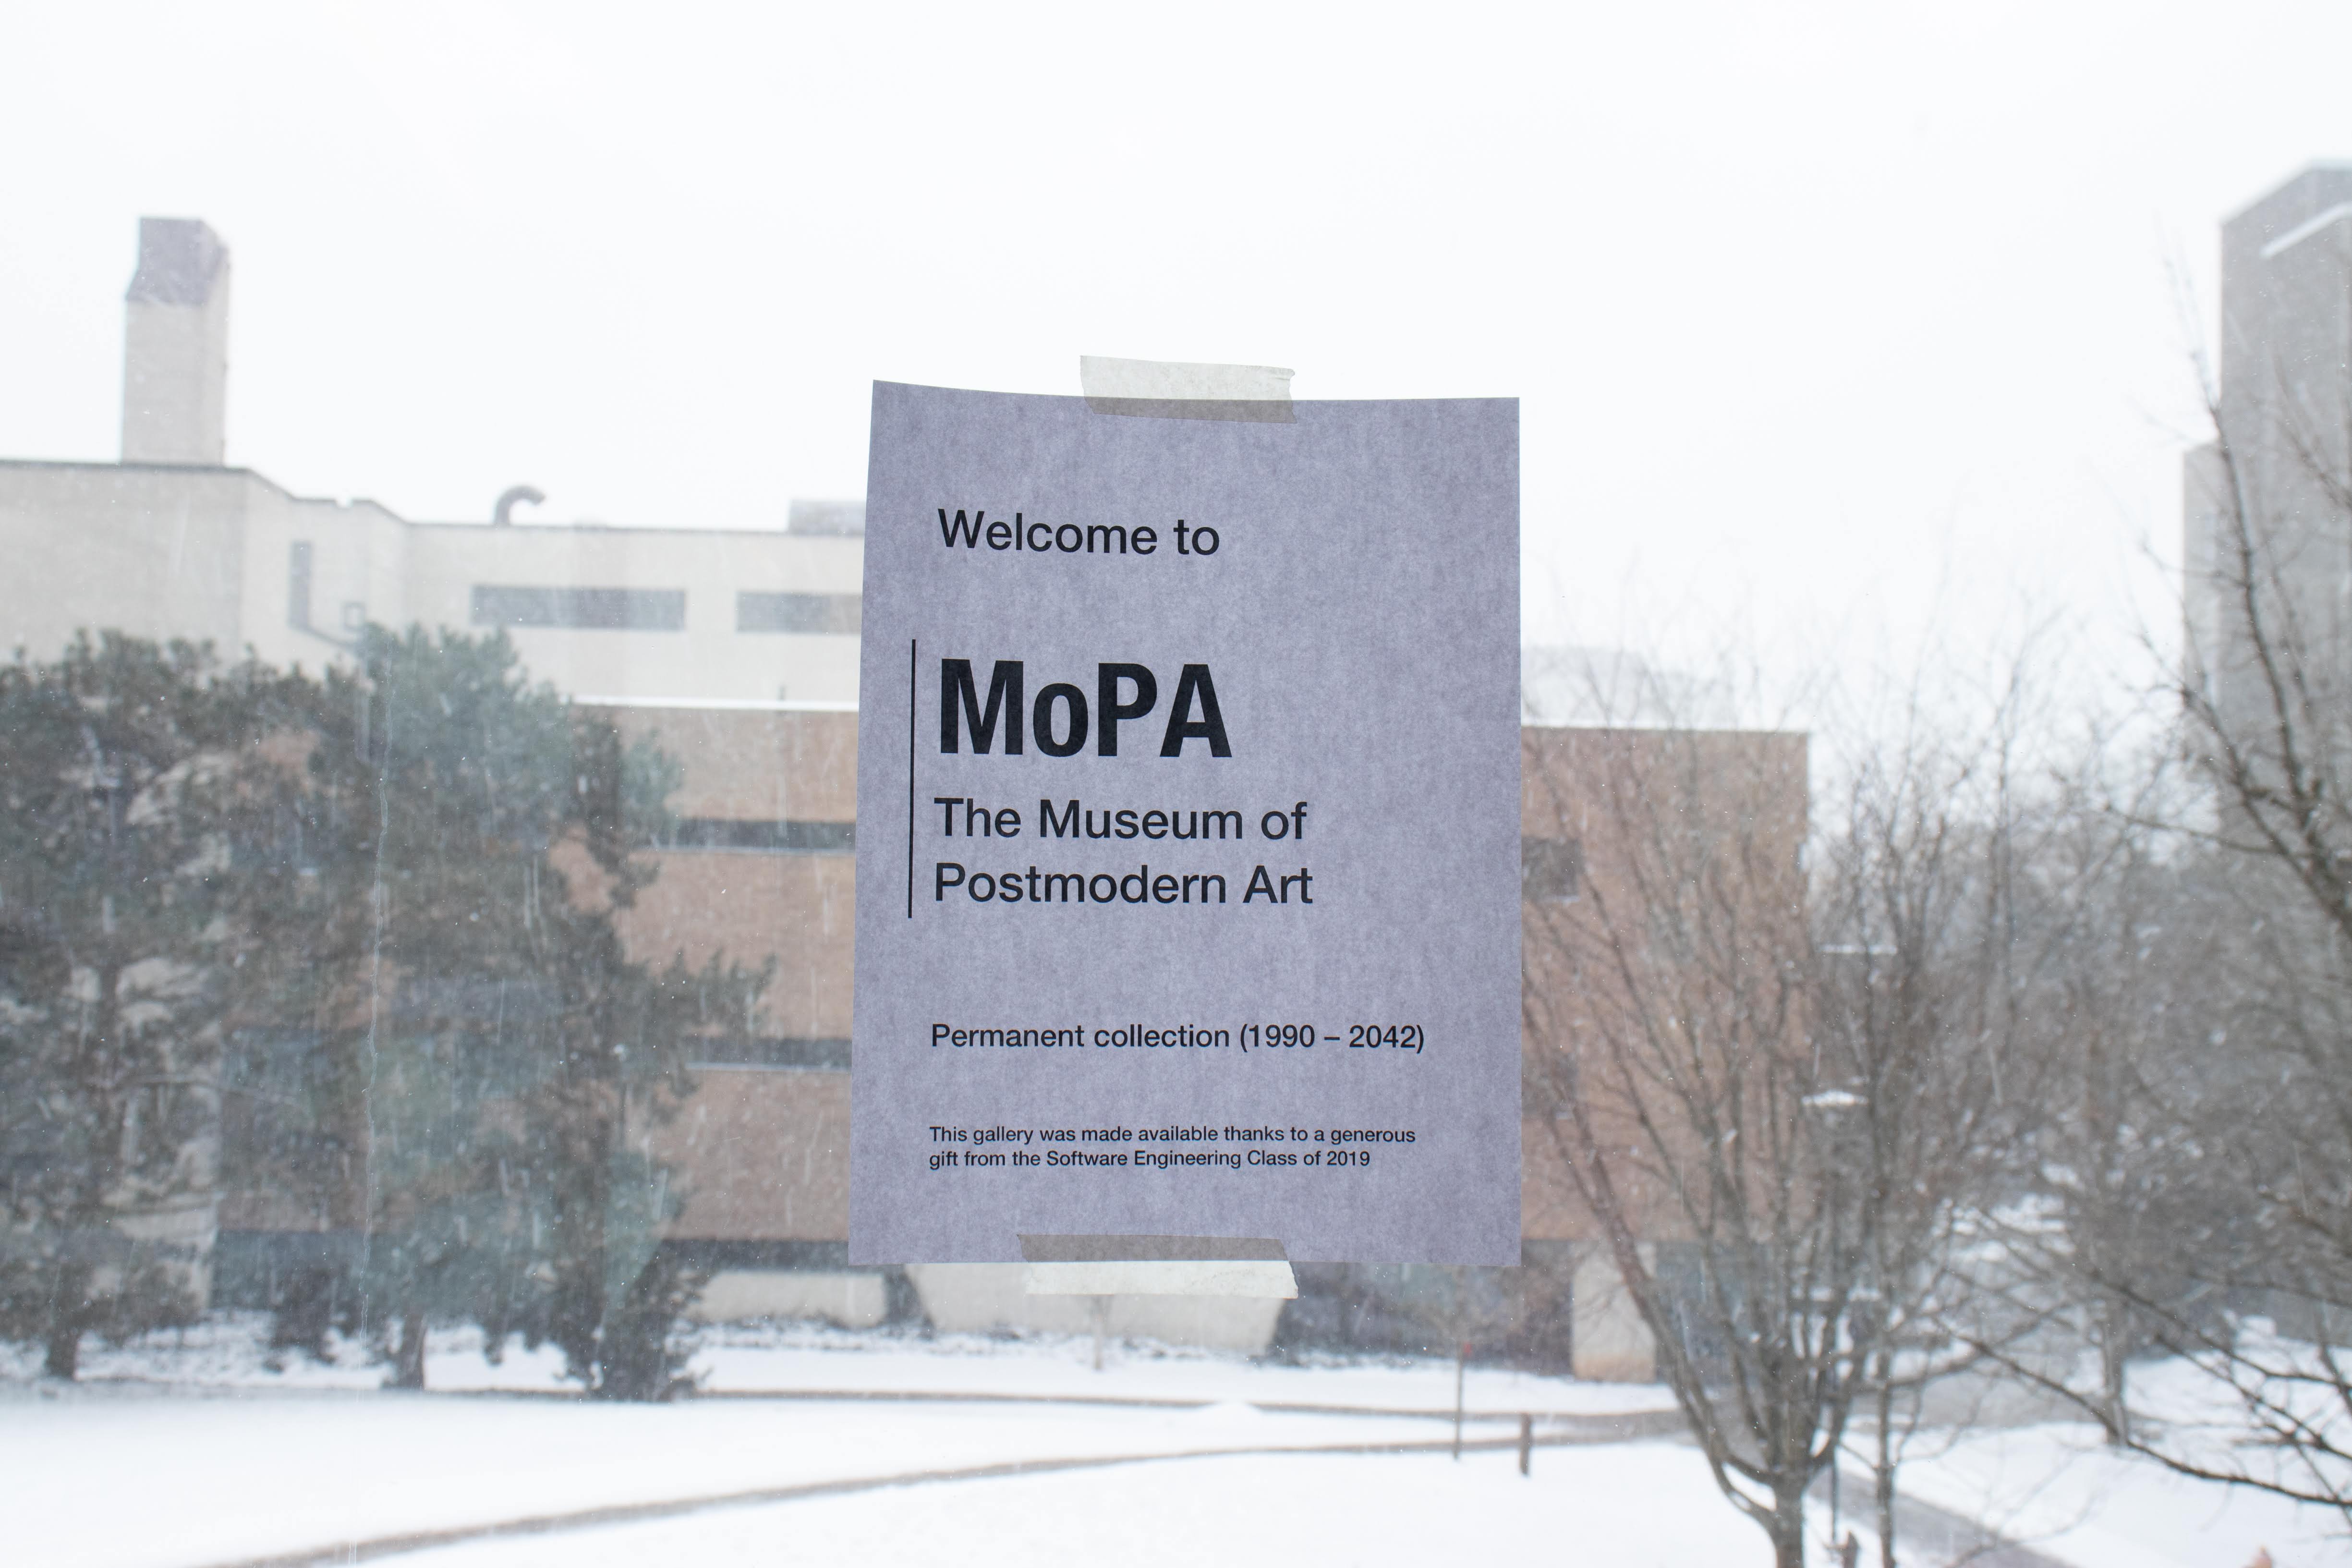 Welcome to
MoPA
The Museum of
Postmodern Art
Permanent collection (1990 – 2042)
This gallery was made available thanks to a generous
gift from the Software Engineering Class of 2019